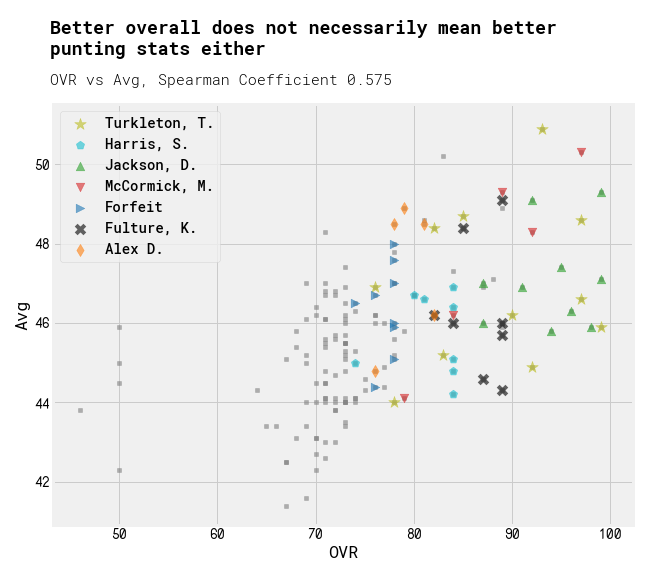 Better overall does not necessarily mean better
punting stats either
OVR vs Avg, Spearman Coefficient 0.575
Turkleton, T.
Harris, S.
Jackson, D.
McCormick, M.
Forfeit
Fulture, K.
Alex D.
50
48
46
44
42
Avg
50
60
70
80
90
100
OVR